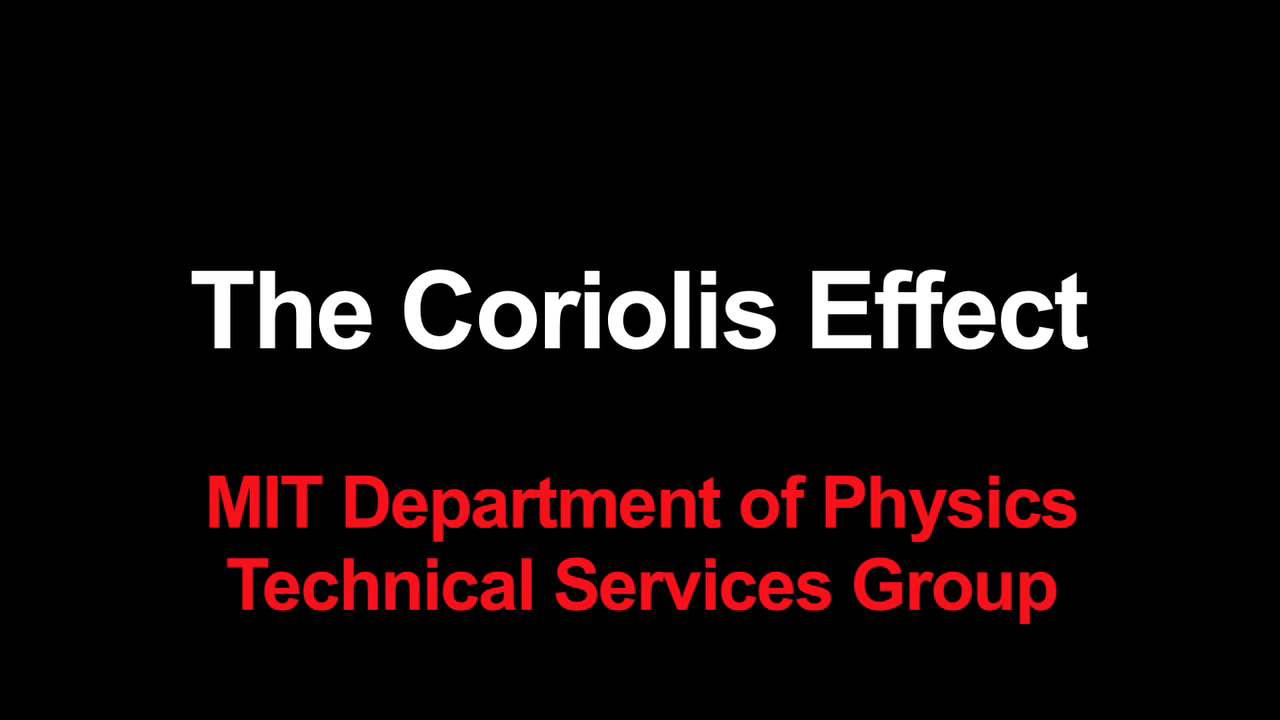 The Coriolis Effect
MIT Department of Physics
Technical Services Group